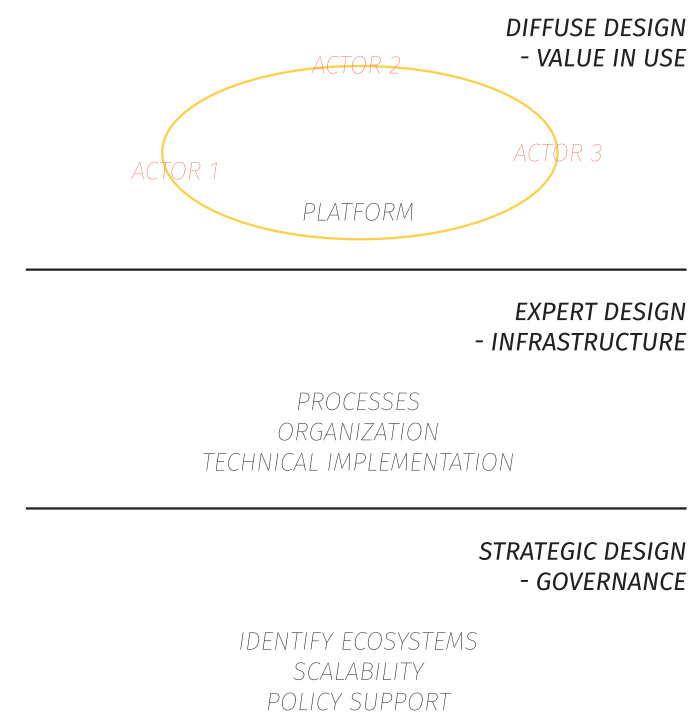 DIFFUSE DESIGN
- VALUE IN USE
ACTOR 2
ACTOR 3
ACTOR 1
PLATFORM
EXPERT DESIGN
- INFRASTRUCTURE
PROCESSES
ORGANIZATION
TECHNICAL IMPLEMENTATION
STRATEGIC DESIGN
- GOVERNANCE
IDENTIFY ECOSYSTEMS
SCALABILITY
POLICY SUPPORT